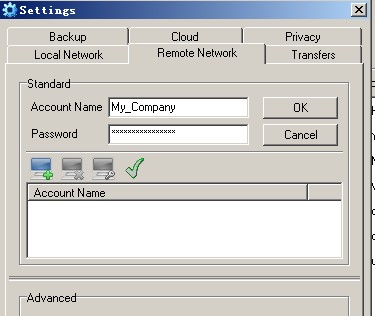 Settings
Backup Cloud Privacy
Local Network Remote Network Transfers
Standard
Account Name My_Company OK
Password xxxxxxxxxxxxxxx Cancel
Account Name
Advanced